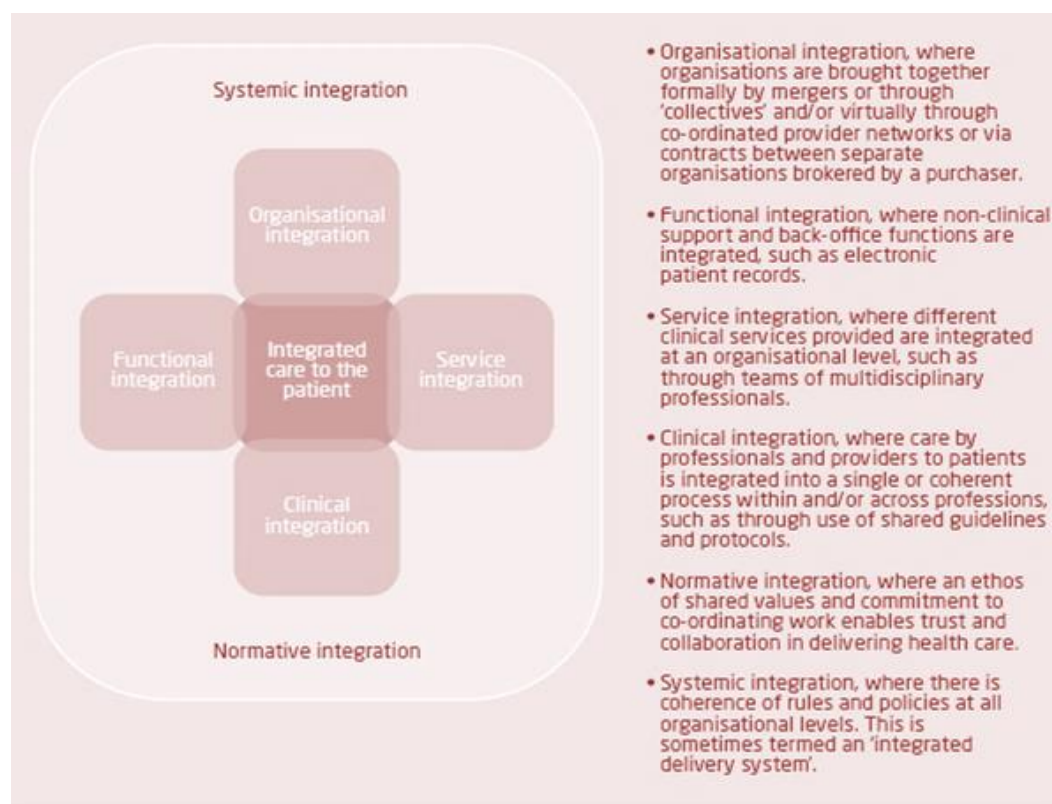 Systemic integration
Organisational
integration
Functional
integration
Integrated
care to the
patient
Service
integration
Clinical
integration
Normative integration
• Organisational integration, where
organisations are brought together
formally by mergers or through
'collectives' and/or virtually through
co-ordinated provider networks or via
contracts between separate
organisations brokered by a purchaser.
• Functional integration, where non-clinical
support and back-office functions are
integrated, such as electronic
patient records.
• Service integration, where different
clinical services provided are integrated
at an organisational level, such as
through teams of multidisciplinary
professionals.
• Clinical integration, where care by
professionals and providers to patients
is integrated into a single or coherent
process within and/or across professions,
such as through use of shared guidelines
and protocols.
• Normative integration, where an ethos
of shared values and commitment to
co-ordinating work enables trust and
collaboration in delivering health care.
• Systemic integration, where there is
coherence of rules and policies at all
organisational levels. This is
sometimes termed an 'integrated
delivery system'.